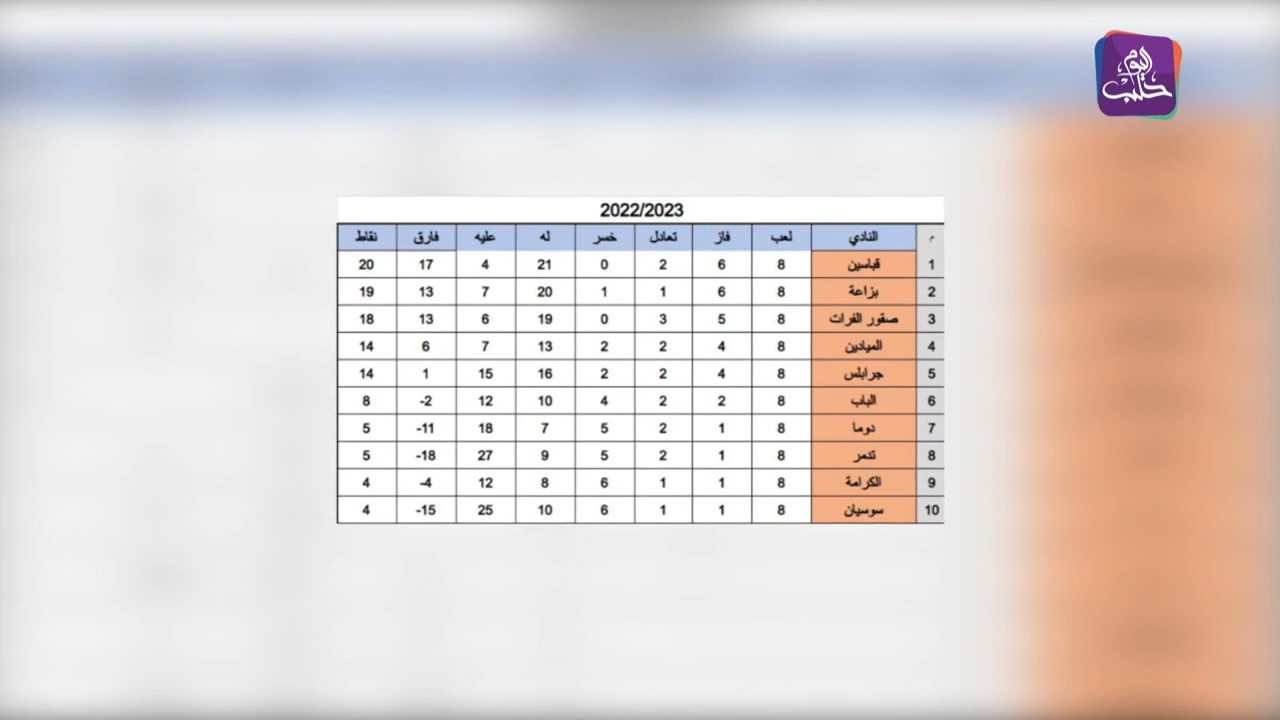 حلب اليوم
2022/2023
م النادي لعب فاز تعادل خسر له عليه فارق نقاط
1 قباسين 8 6 2 0 21 4 17 20
2 بزاعة 8 6 1 1 20 7 13 19
3 صقور الفرات 8 5 3 0 19 6 13 18
4 الميادين 8 4 2 2 13 7 6 14
5 جرابلس 8 4 2 2 16 15 1 14
6 الباب 8 2 2 4 10 12 -2 8
7 دوما 8 1 2 5 7 18 -11 5
8 تدمر 8 1 2 5 9 27 -18 5
9 الكرامة 8 1 1 6 8 12 -4 4
10 سوسيان 8 1 1 6 10 25 -15 4